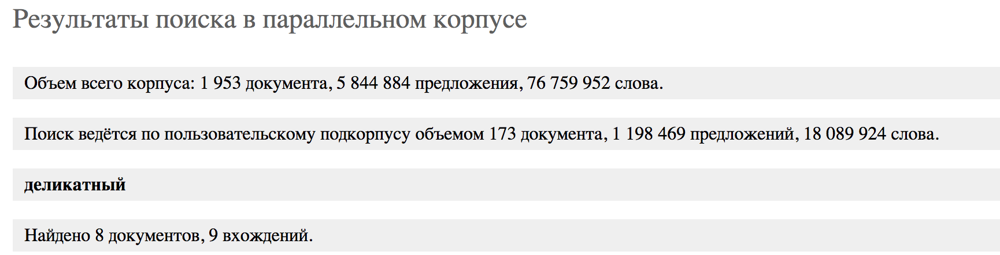 Результаты поиска в параллельном корпусе
Объем всего корпуса: 1 953 документа, 5 844 884 предложения, 76 759 952 слова.
Поиск ведётся по пользовательскому подкорпусу объемом 173 документа, 1 198 469 предложений, 18 089 924 слова.
деликатный
Найдено 8 документов, 9 вхождений.